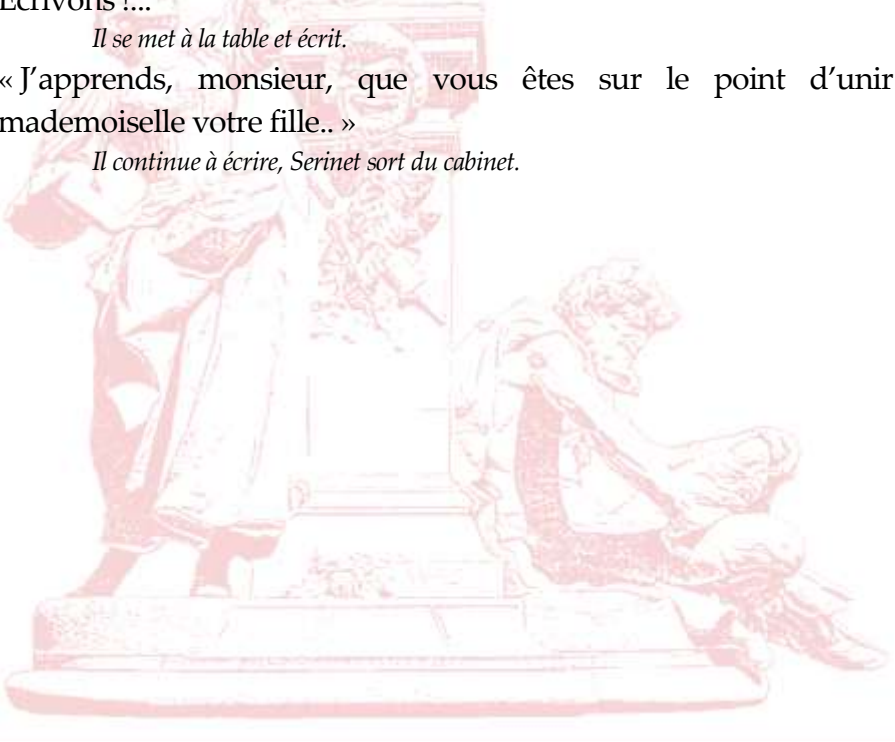 Écrivons !...
Il se met à la table et écrit.
« J’apprends, monsieur, que vous êtes sur le point d’unir
mademoiselle votre fille.. »
Il continue à écrire, Serinet sort du cabinet.